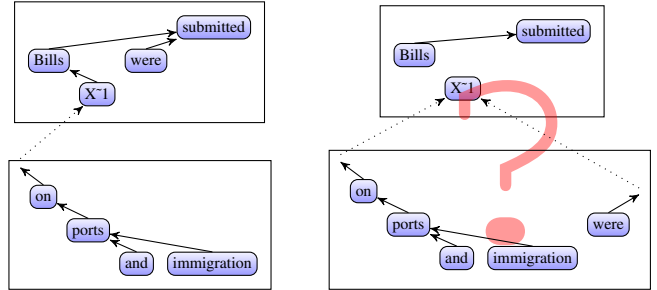 submitted
Bills
were
X~1
on
ports
and
immigration
submitted
Bills
X~1
?
on
ports
were
and
immigration